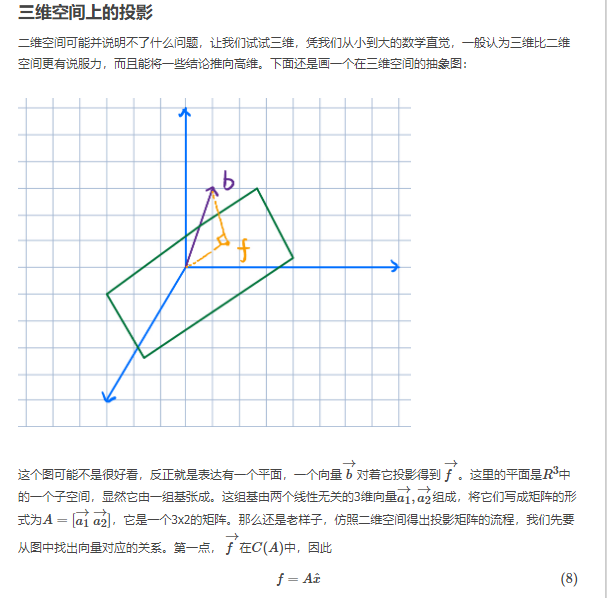 三维空间上的投影
二维空间可能并说明不了什么问题，让我们试试三维，凭我们从小到大的数学直觉，一般认为三维比二维
空间更有说服力，而且能将一些结论推向高维。下面还是画一个在三维空间的抽象图：
b
f
这个图可能不是很好看，反正就是表达有一个平面，一个向量 $\overrightarrow{b}$ 对着它投影得到 $\overrightarrow{f}$ 。这里的平面是$R^3$中
的一个子空间，显然它由一组基张成。这组基由两个线性无关的3维向量$\overrightarrow{a_1}, \overrightarrow{a_2}$组成，将它们写成矩阵的形
式为$A = [\overrightarrow{a_1}\ \overrightarrow{a_2}]$，它是一个3x2的矩阵。那么还是老样子，仿照二维空间得出投影矩阵的流程，我们先要
从图中找出向量对应的关系。第一点， $\overrightarrow{f}$ 在$C(A)$中，因此
$f = A\hat{x}$ (8)